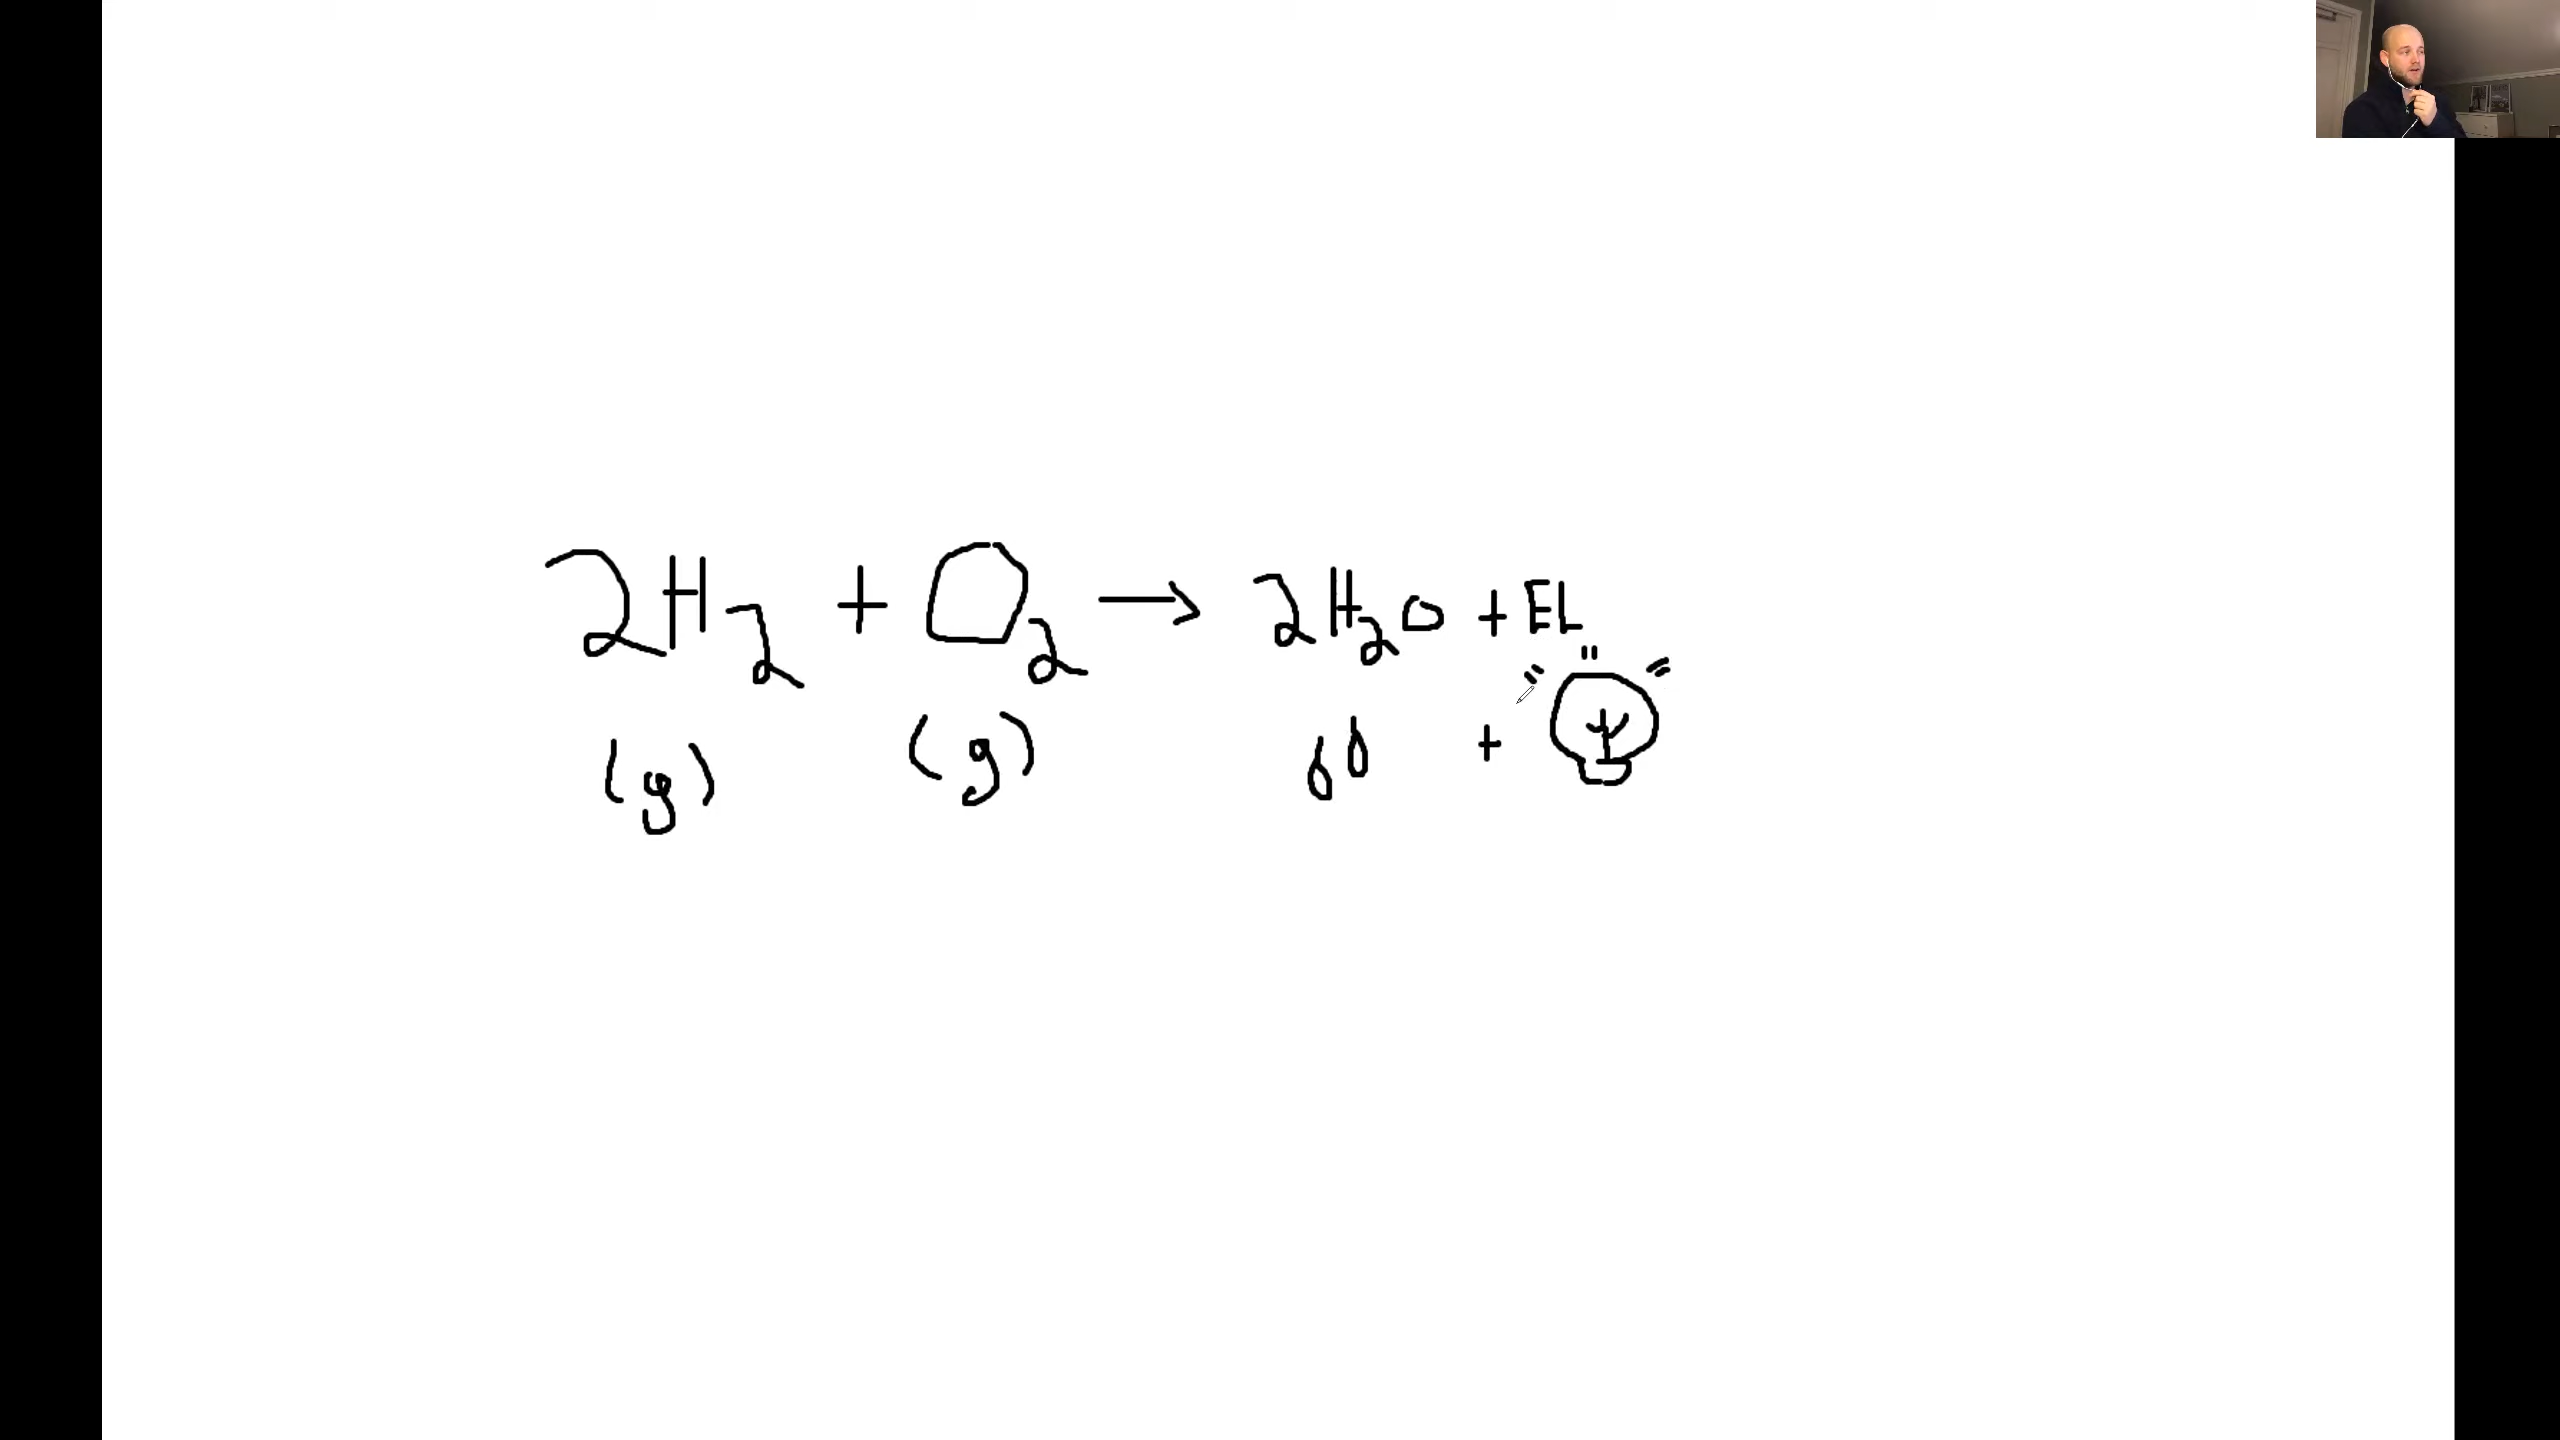 2H₂ + O₂ → 2H₂O + EL
(g) (g) +